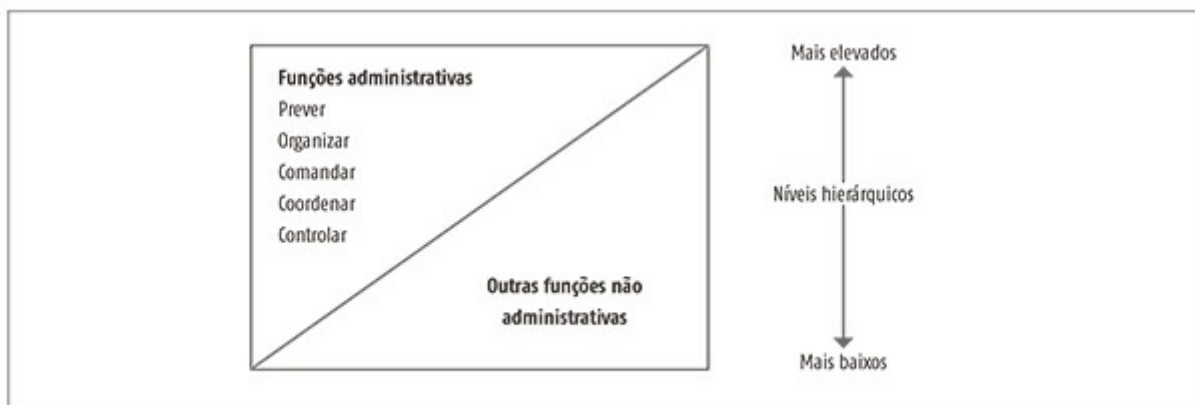 Funções administrativas
Prever
Organizar
Comandar
Coordenar
Controlar
Outras funções não
administrativas
Mais elevados
Níveis hierárquicos
Mais baixos